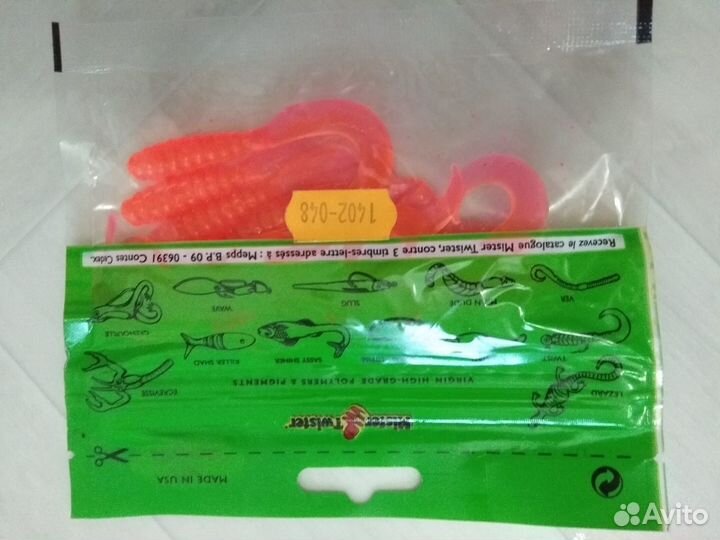 MADE IN USA
Mister Twister
VIRGIN HIGH-GRADE POLYMERS & PIGMENTS
LEZARD
ECREVISSE
TWIST
SASSY SHINER
KILLER SHAD
GRENOUILLE
VER
SLUG
WAVE
Recevez le catalogue Mister Twister, contre 3 timbres-lettre adressés à : Mepps B.P. 09 - 06391 Contes Cdex.
1402-048
Avito